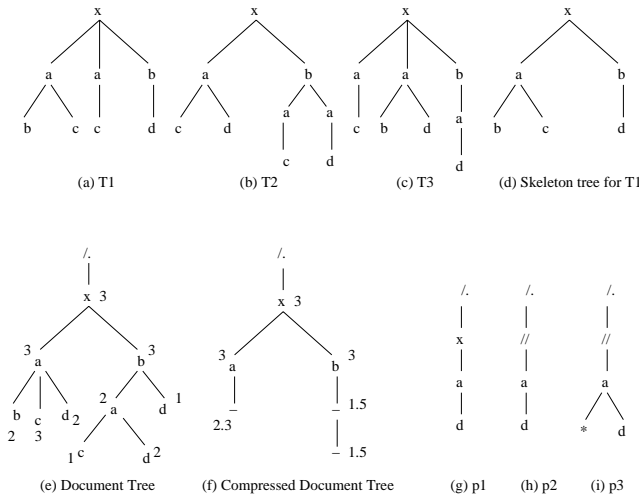 x x x x
a a b a b a a b a b
b c c d c d a a c b d a b c d
c d d
(a) T1 (b) T2 (c) T3 (d) Skeleton tree for T1
/. /.
/. /. /.
x 3 x 3
x // //
3 a b 3 3 a b 3
a a a
b c d 2 2 a d 1 – – 1.5
2 3 2.3
d d * d
1 c d 2 – 1.5
(e) Document Tree (f) Compressed Document Tree (g) p1 (h) p2 (i) p3